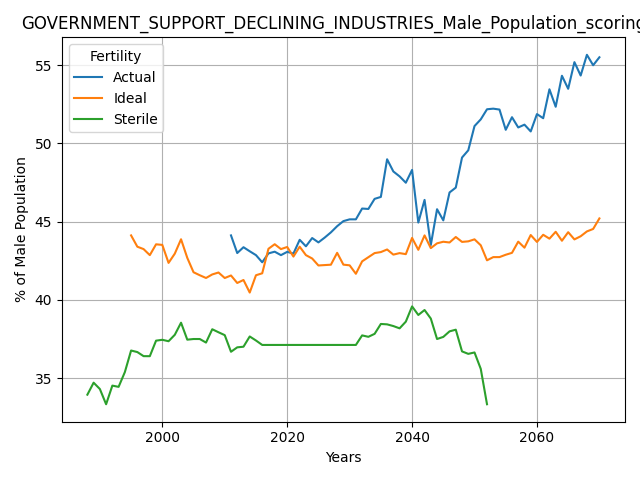 GOVERNMENT_SUPPORT_DECLINING_INDUSTRIES_Male_Population_scoring
Fertility
Actual
Ideal
Sterile
% of Male Population
55
50
45
40
35
2000
2020
2040
2060
Years